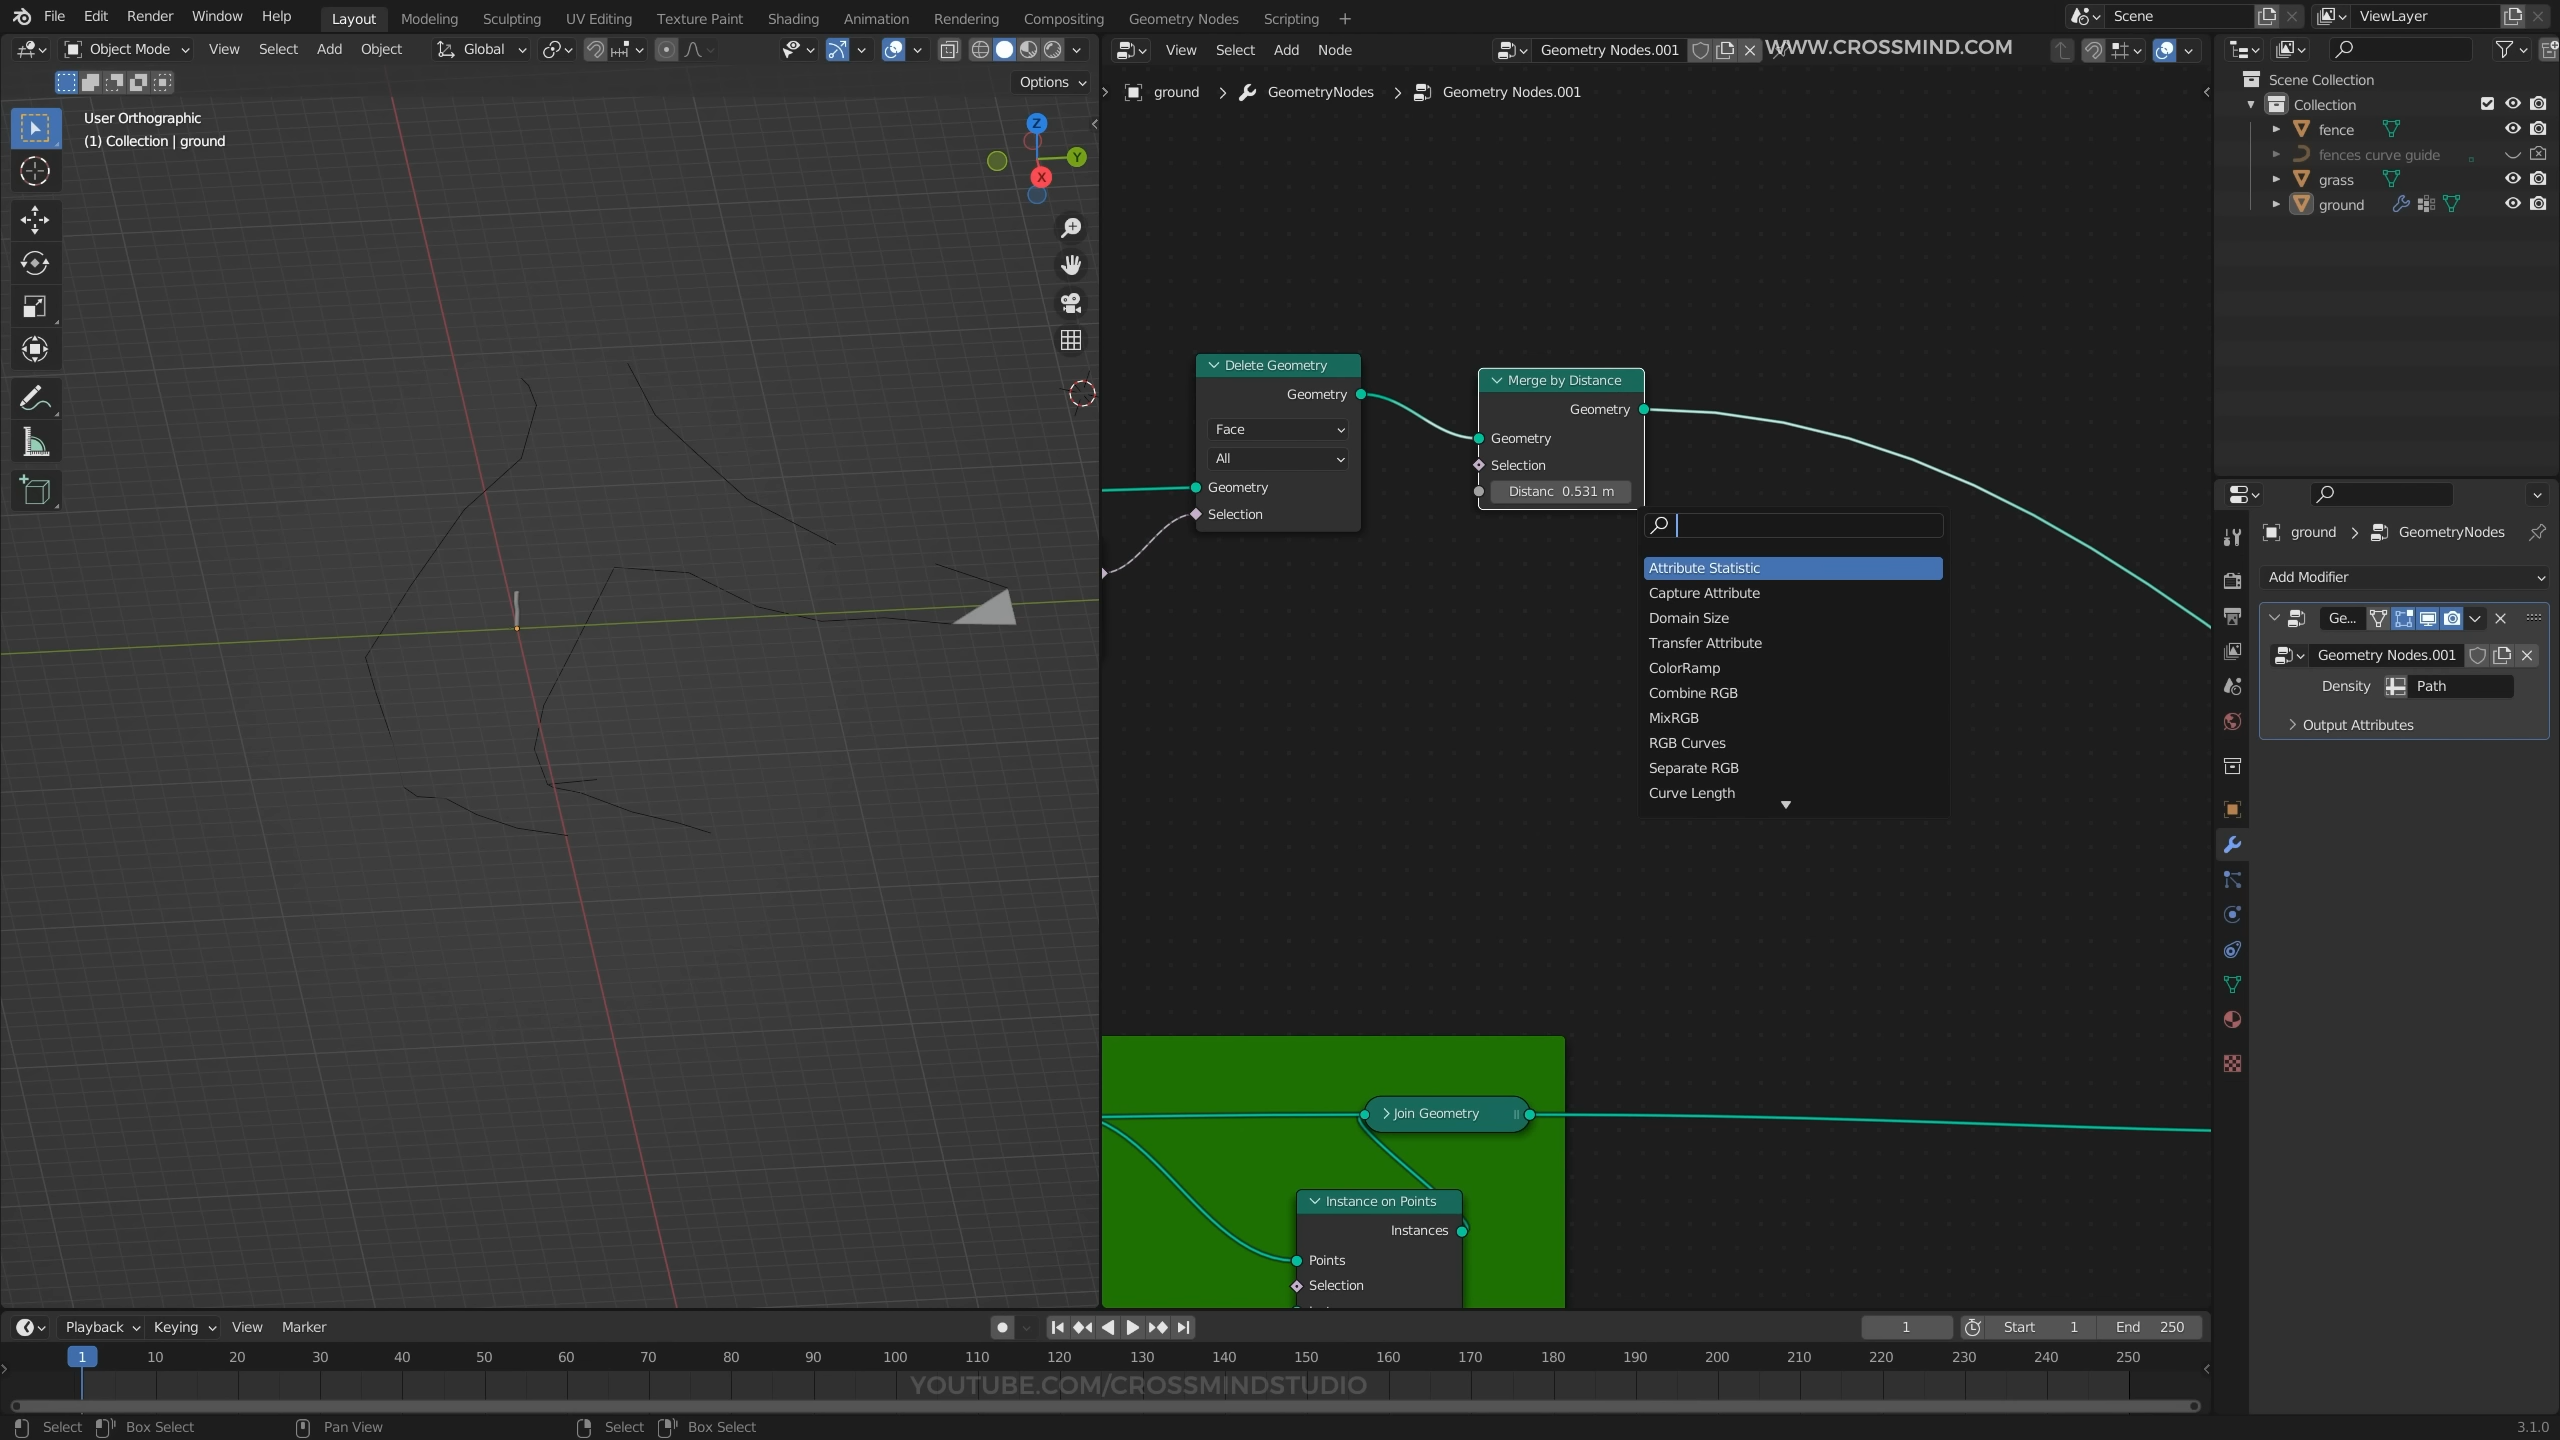 File Edit Render Window Help
Layout Modeling Sculpting UV Editing Texture Paint Shading Animation Rendering Compositing Geometry Nodes Scripting +
Scene
ViewLayer
Object Mode View Select Add Object Global
View Select Add Node Geometry Nodes.001
WWW.CROSSMIND.COM
Options
User Orthographic
(1) Collection | ground
Z
Y
X
ground > GeometryNodes > Geometry Nodes.001
Delete Geometry
Geometry
Face
All
Geometry
Selection
Merge by Distance
Geometry
Geometry
Selection
Distanc 0.531 m
Attribute Statistic
Capture Attribute
Domain Size
Transfer Attribute
ColorRamp
Combine RGB
MixRGB
RGB Curves
Separate RGB
Curve Length
Join Geometry
Instance on Points
Instances
Points
Selection
Scene Collection
Collection
fence
fences curve guide
grass
ground
ground > GeometryNodes
Add Modifier
Ge...
Geometry Nodes.001
Density Path
Output Attributes
Playback Keying View Marker
1 Start 1 End 250
1 10 20 30 40 50 60 70 80 90 100 110 120 130 140 150 160 170 180 190 200 210 220 230 240 250
YOUTUBE.COM/CROSSMINDSTUDIO
Select Box Select Pan View Select Box Select 3.1.0